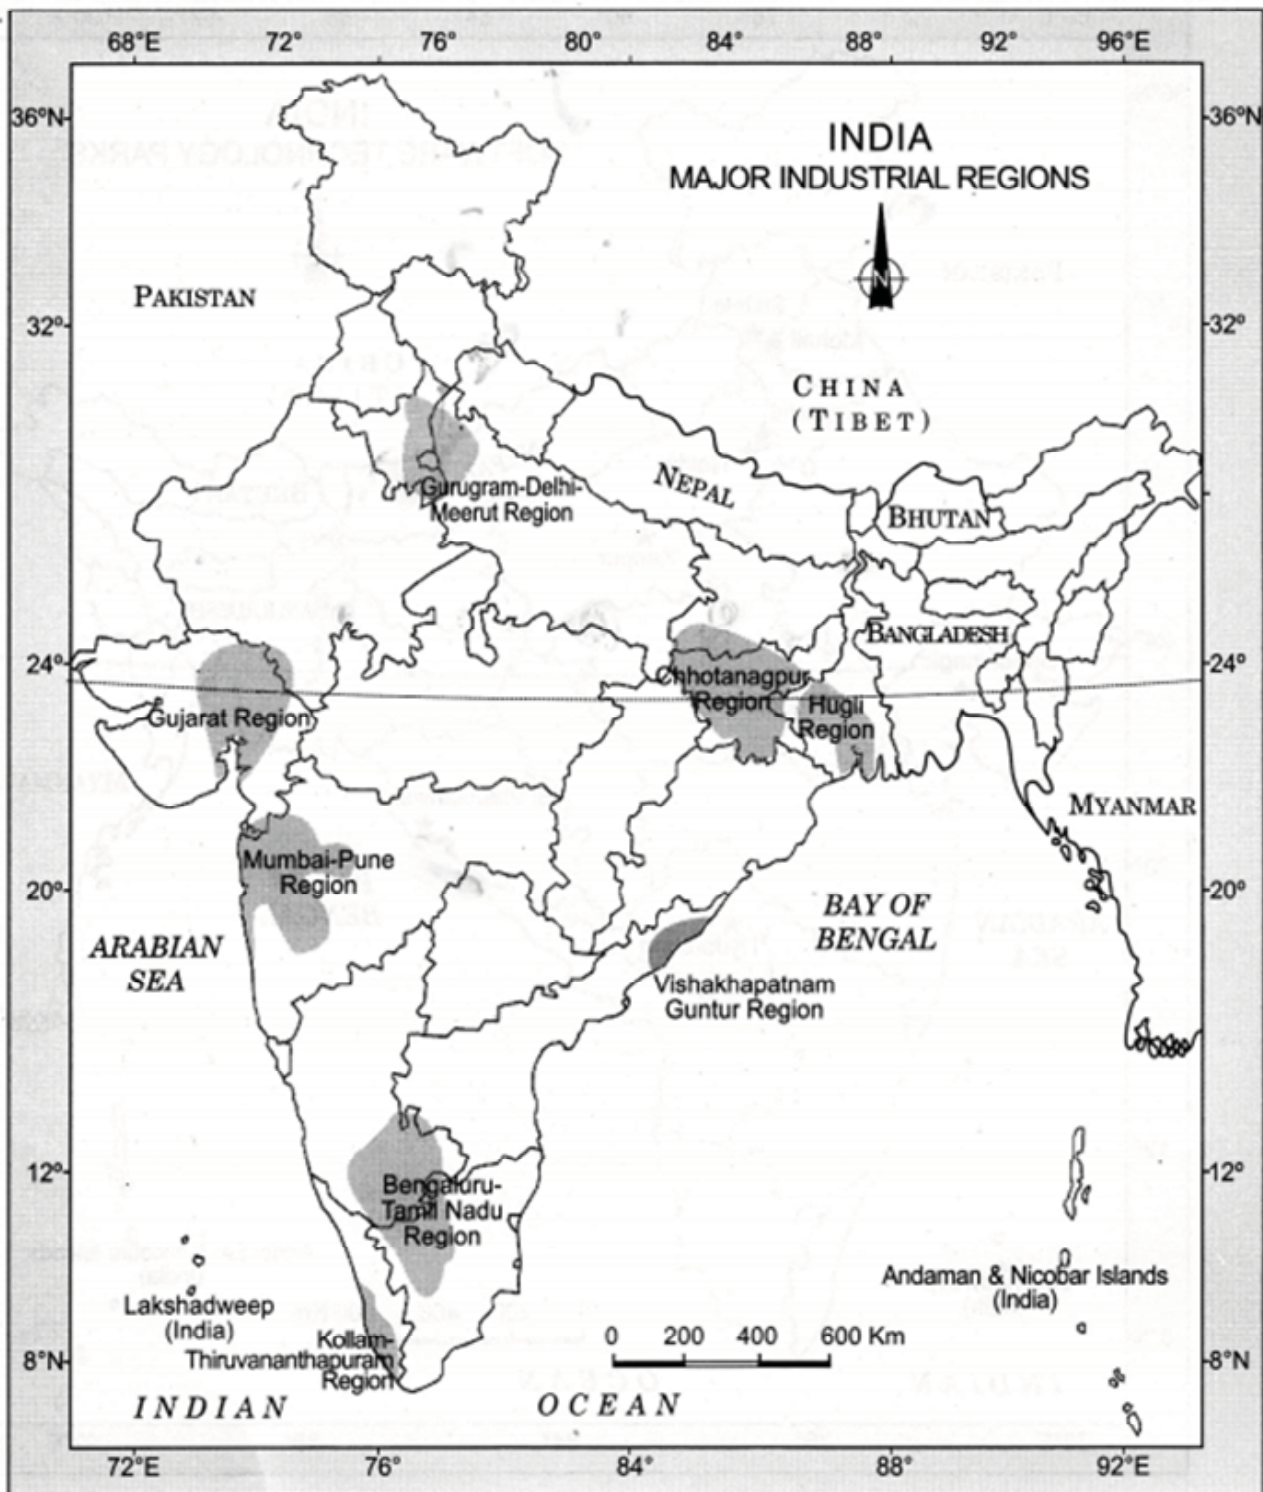 68°E 72° 76° 80° 84° 88° 92° 96°E
36°N 36°N
INDIA
MAJOR INDUSTRIAL REGIONS
N
PAKISTAN
32° 32°
CHINA
(TIBET)
NEPAL
Gurugram-Delhi-
Meerut Region
BHUTAN
BANGLADESH
24° 24°
Chhotanagpur
Region
Hugli
Region
Gujarat Region
MYANMAR
Mumbai-Pune
Region
20° 20°
BAY OF
BENGAL
ARABIAN
SEA
Vishakhapatnam
Guntur Region
12° 12°
Bengaluru-
Tamil Nadu
Region
Andaman & Nicobar Islands
(India)
Lakshadweep
(India)
0 200 400 600 Km
Kollam-
Thiruvananthapuram
Region
8°N 8°N
INDIAN OCEAN
72°E 76° 84° 88° 92°E